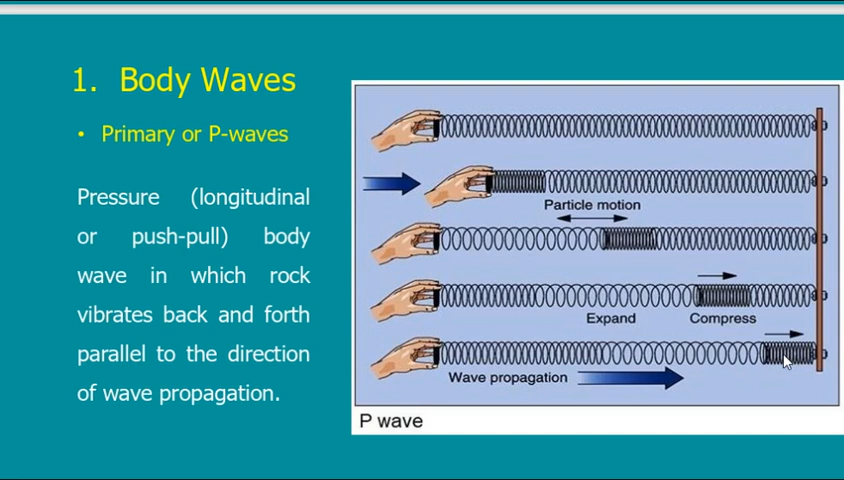 1. Body Waves
• Primary or P-waves
Pressure (longitudinal
or push-pull) body
wave in which rock
vibrates back and forth
parallel to the direction
of wave propagation.
Particle motion
Expand
Compress
Wave propagation
P wave